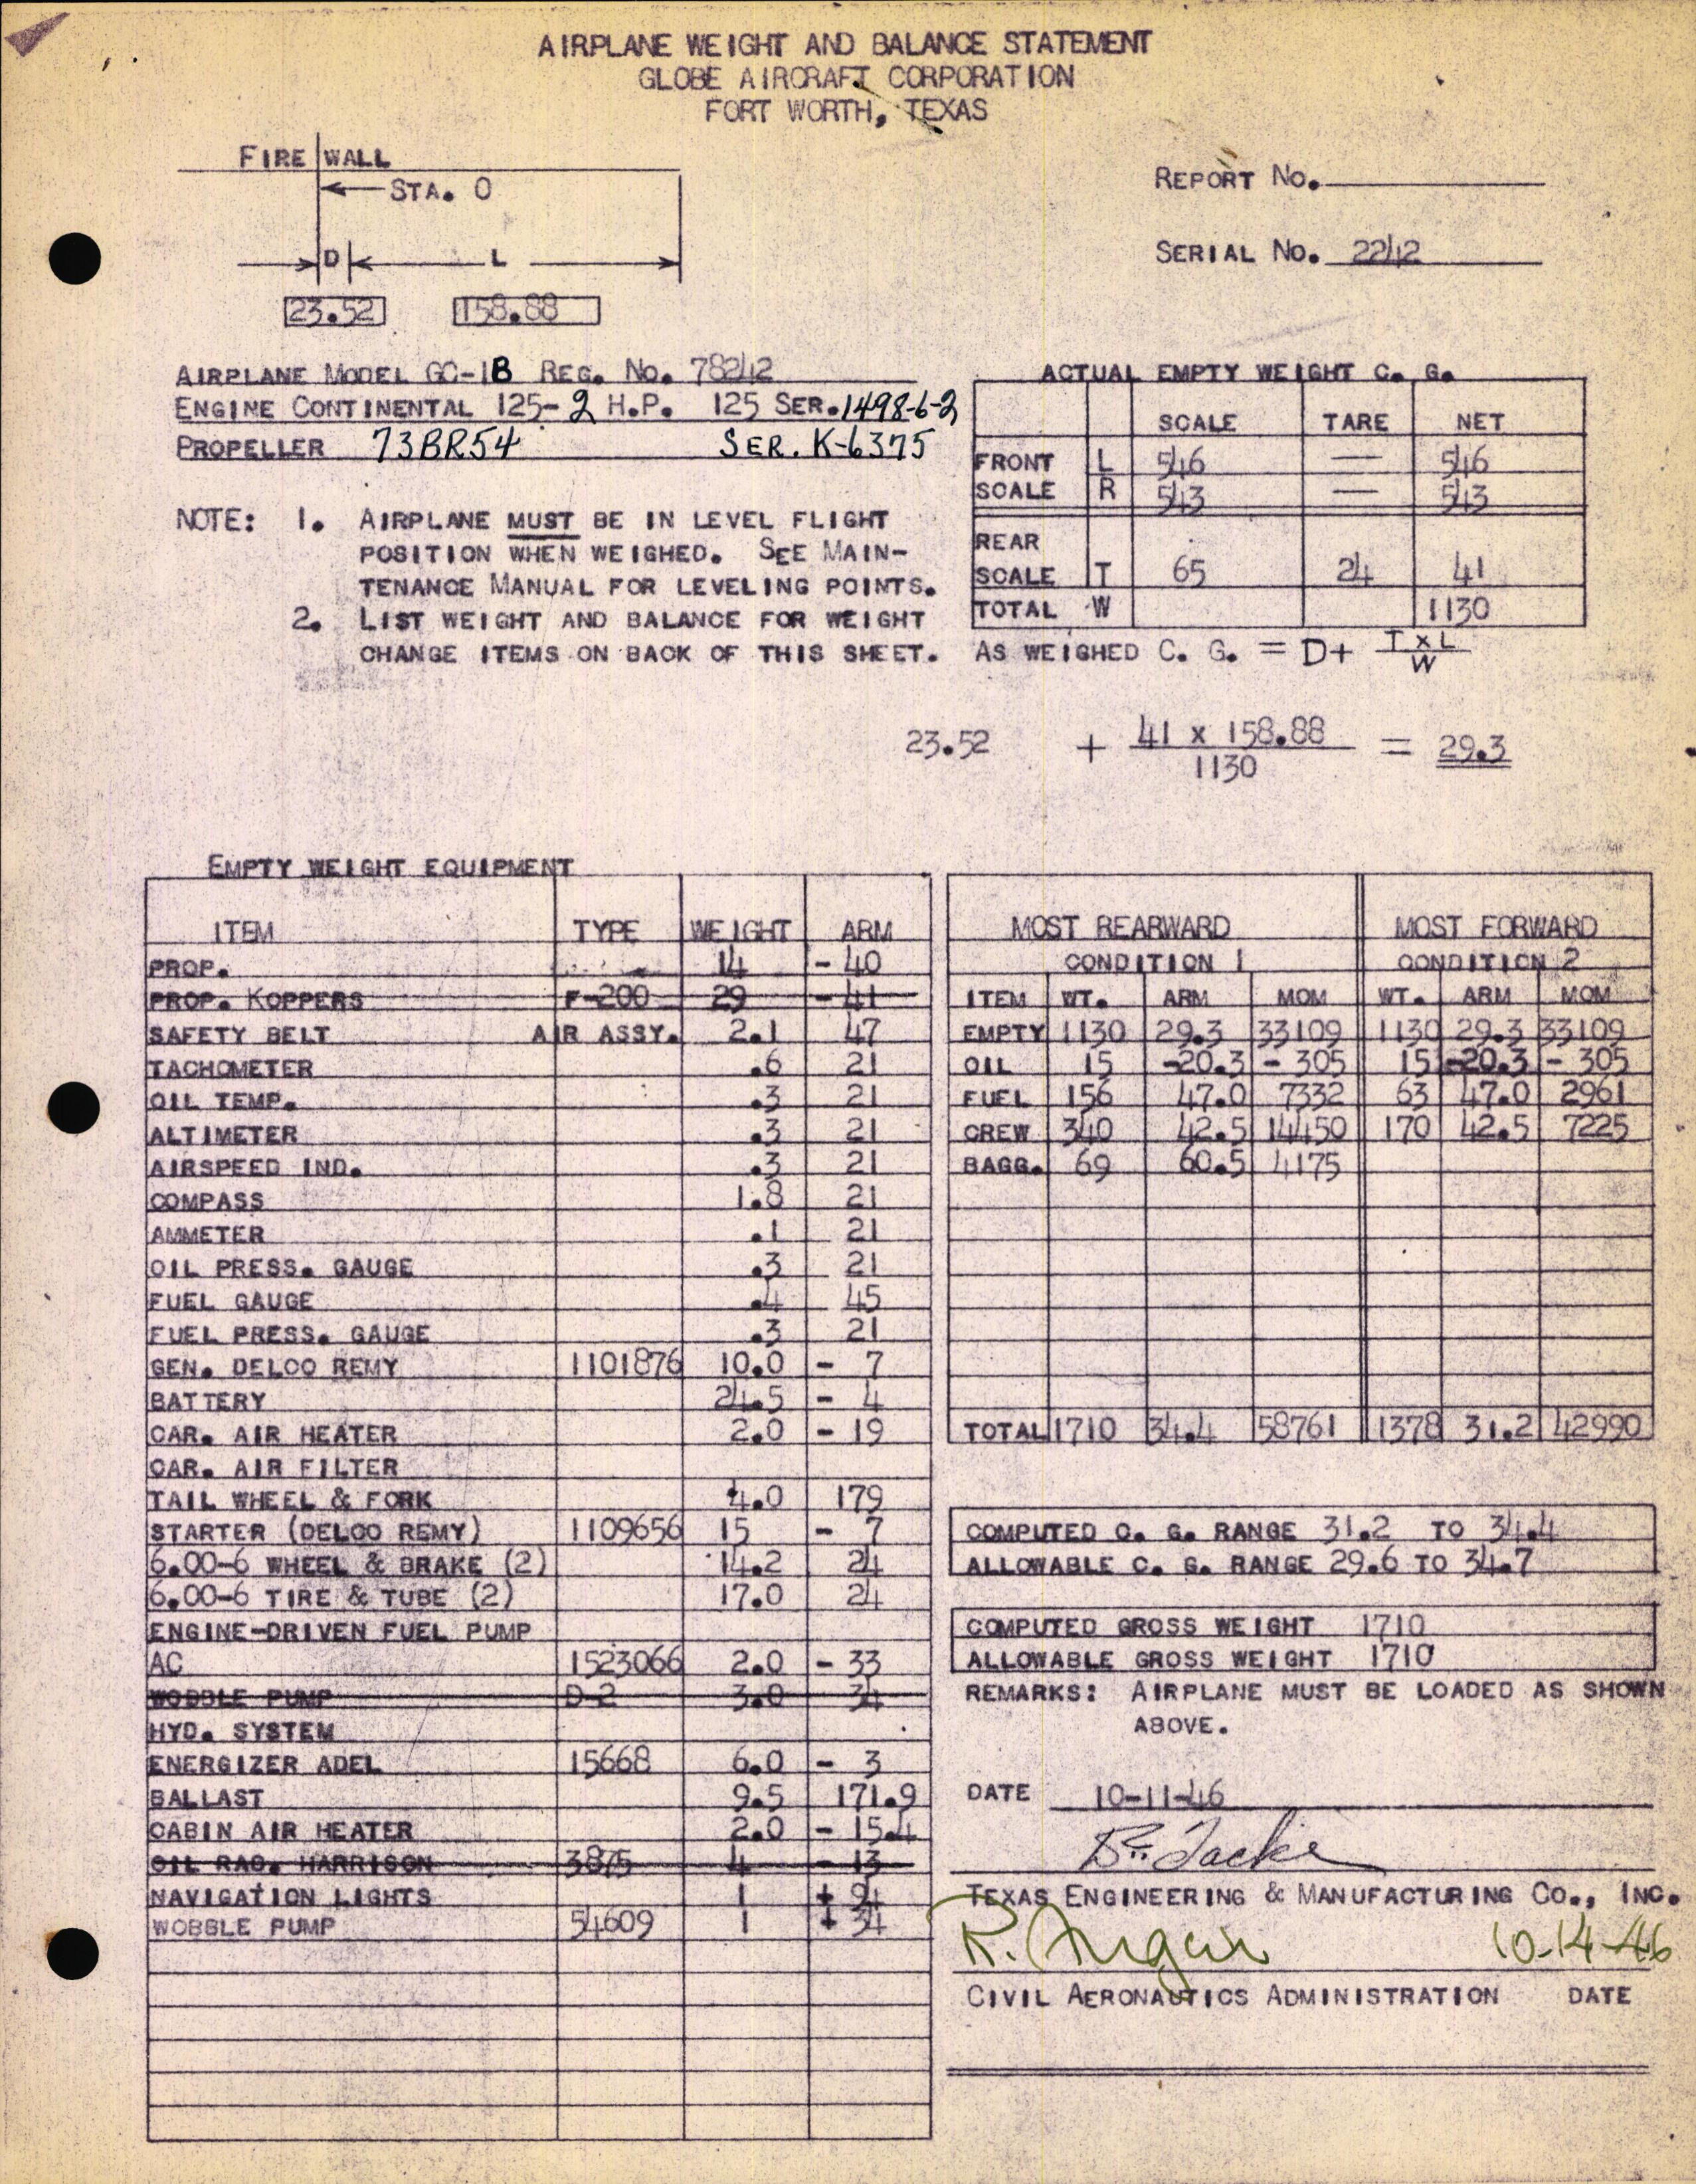 AIRPLANE WEIGHT AND BALANCE STATEMENT
GLOBE AIRCRAFT CORPORATION
FORT WORTH, TEXAS
FIRE WALL
STA. 0
D L
23.52 158.88
REPORT NO.
SERIAL NO. 2242
AIRPLANE MODEL GC-1B REG. NO. 78242
ENGINE CONTINENTAL 125-2 H.P. 125 SER. 1498-6-2
PROPELLER 73BR54 SER. K-6375
NOTE: 1. AIRPLANE MUST BE IN LEVEL FLIGHT
POSITION WHEN WEIGHED. SEE MAIN-
TENANCE MANUAL FOR LEVELING POINTS.
2. LIST WEIGHT AND BALANCE FOR WEIGHT
CHANGE ITEMS ON BACK OF THIS SHEET.
ACTUAL EMPTY WEIGHT C. G.
SCALE TARE NET
FRONT L 546 — 546
SCALE R 543 — 543
REAR
SCALE T 65 24 41
TOTAL W 1130
AS WEIGHED C. G. = D+ T X L
W
23.52 + 41 x 158.88 = 29.3
1130
EMPTY WEIGHT EQUIPMENT
ITEM TYPE WEIGHT ARM
PROP. 14 - 40
PROP. KOPPERS F-200 29 - 41
SAFETY BELT AIR ASSY. 2.1 47
TACHOMETER .6 21
OIL TEMP. .3 21
ALTIMETER .3 21
AIRSPEED IND. .3 21
COMPASS 1.8 21
AMMETER .1 21
OIL PRESS. GAUGE .3 21
FUEL GAUGE .4 45
FUEL PRESS. GAUGE .3 21
GEN. DELCO REMY 1101876 10.0 - 7
BATTERY 24.5 - 4
CAR. AIR HEATER 2.0 - 19
CAR. AIR FILTER
TAIL WHEEL & FORK 4.0 179
STARTER (DELCO REMY) 1109656 15 - 7
6.00-6 WHEEL & BRAKE (2) 14.2 24
6.00-6 TIRE & TUBE (2) 17.0 24
ENGINE-DRIVEN FUEL PUMP
AC 1523066 2.0 - 33
WOBBLE PUMP D-2 3.0 34
HYD. SYSTEM
ENERGIZER ADEL 15668 6.0 - 3
BALLAST 9.5 171.9
CABIN AIR HEATER 2.0 - 15.4
OIL RAD. HARRISON 3875 4 - 13
NAVIGATION LIGHTS 1 + 94
WOBBLE PUMP 54609 1 + 34
MOST REARWARD MOST FORWARD
CONDITION 1 CONDITION 2
ITEM WT. ARM MOM WT. ARM MOM
EMPTY 1130 29.3 33109 1130 29.3 33109
OIL 15 -20.3 - 305 15 -20.3 - 305
FUEL 156 47.0 7332 63 47.0 2961
CREW 340 42.5 14450 170 42.5 7225
BAGG. 69 60.5 4175
TOTAL 1710 34.4 58761 1378 31.2 42990
COMPUTED C. G. RANGE 31.2 TO 34.4
ALLOWABLE C. G. RANGE 29.6 TO 34.7
COMPUTED GROSS WEIGHT 1710
ALLOWABLE GROSS WEIGHT 1710
REMARKS: AIRPLANE MUST BE LOADED AS SHOWN
ABOVE.
DATE 10-11-46
TEXAS ENGINEERING & MANUFACTURING CO., INC.
10-14-46
CIVIL AERONAUTICS ADMINISTRATION DATE